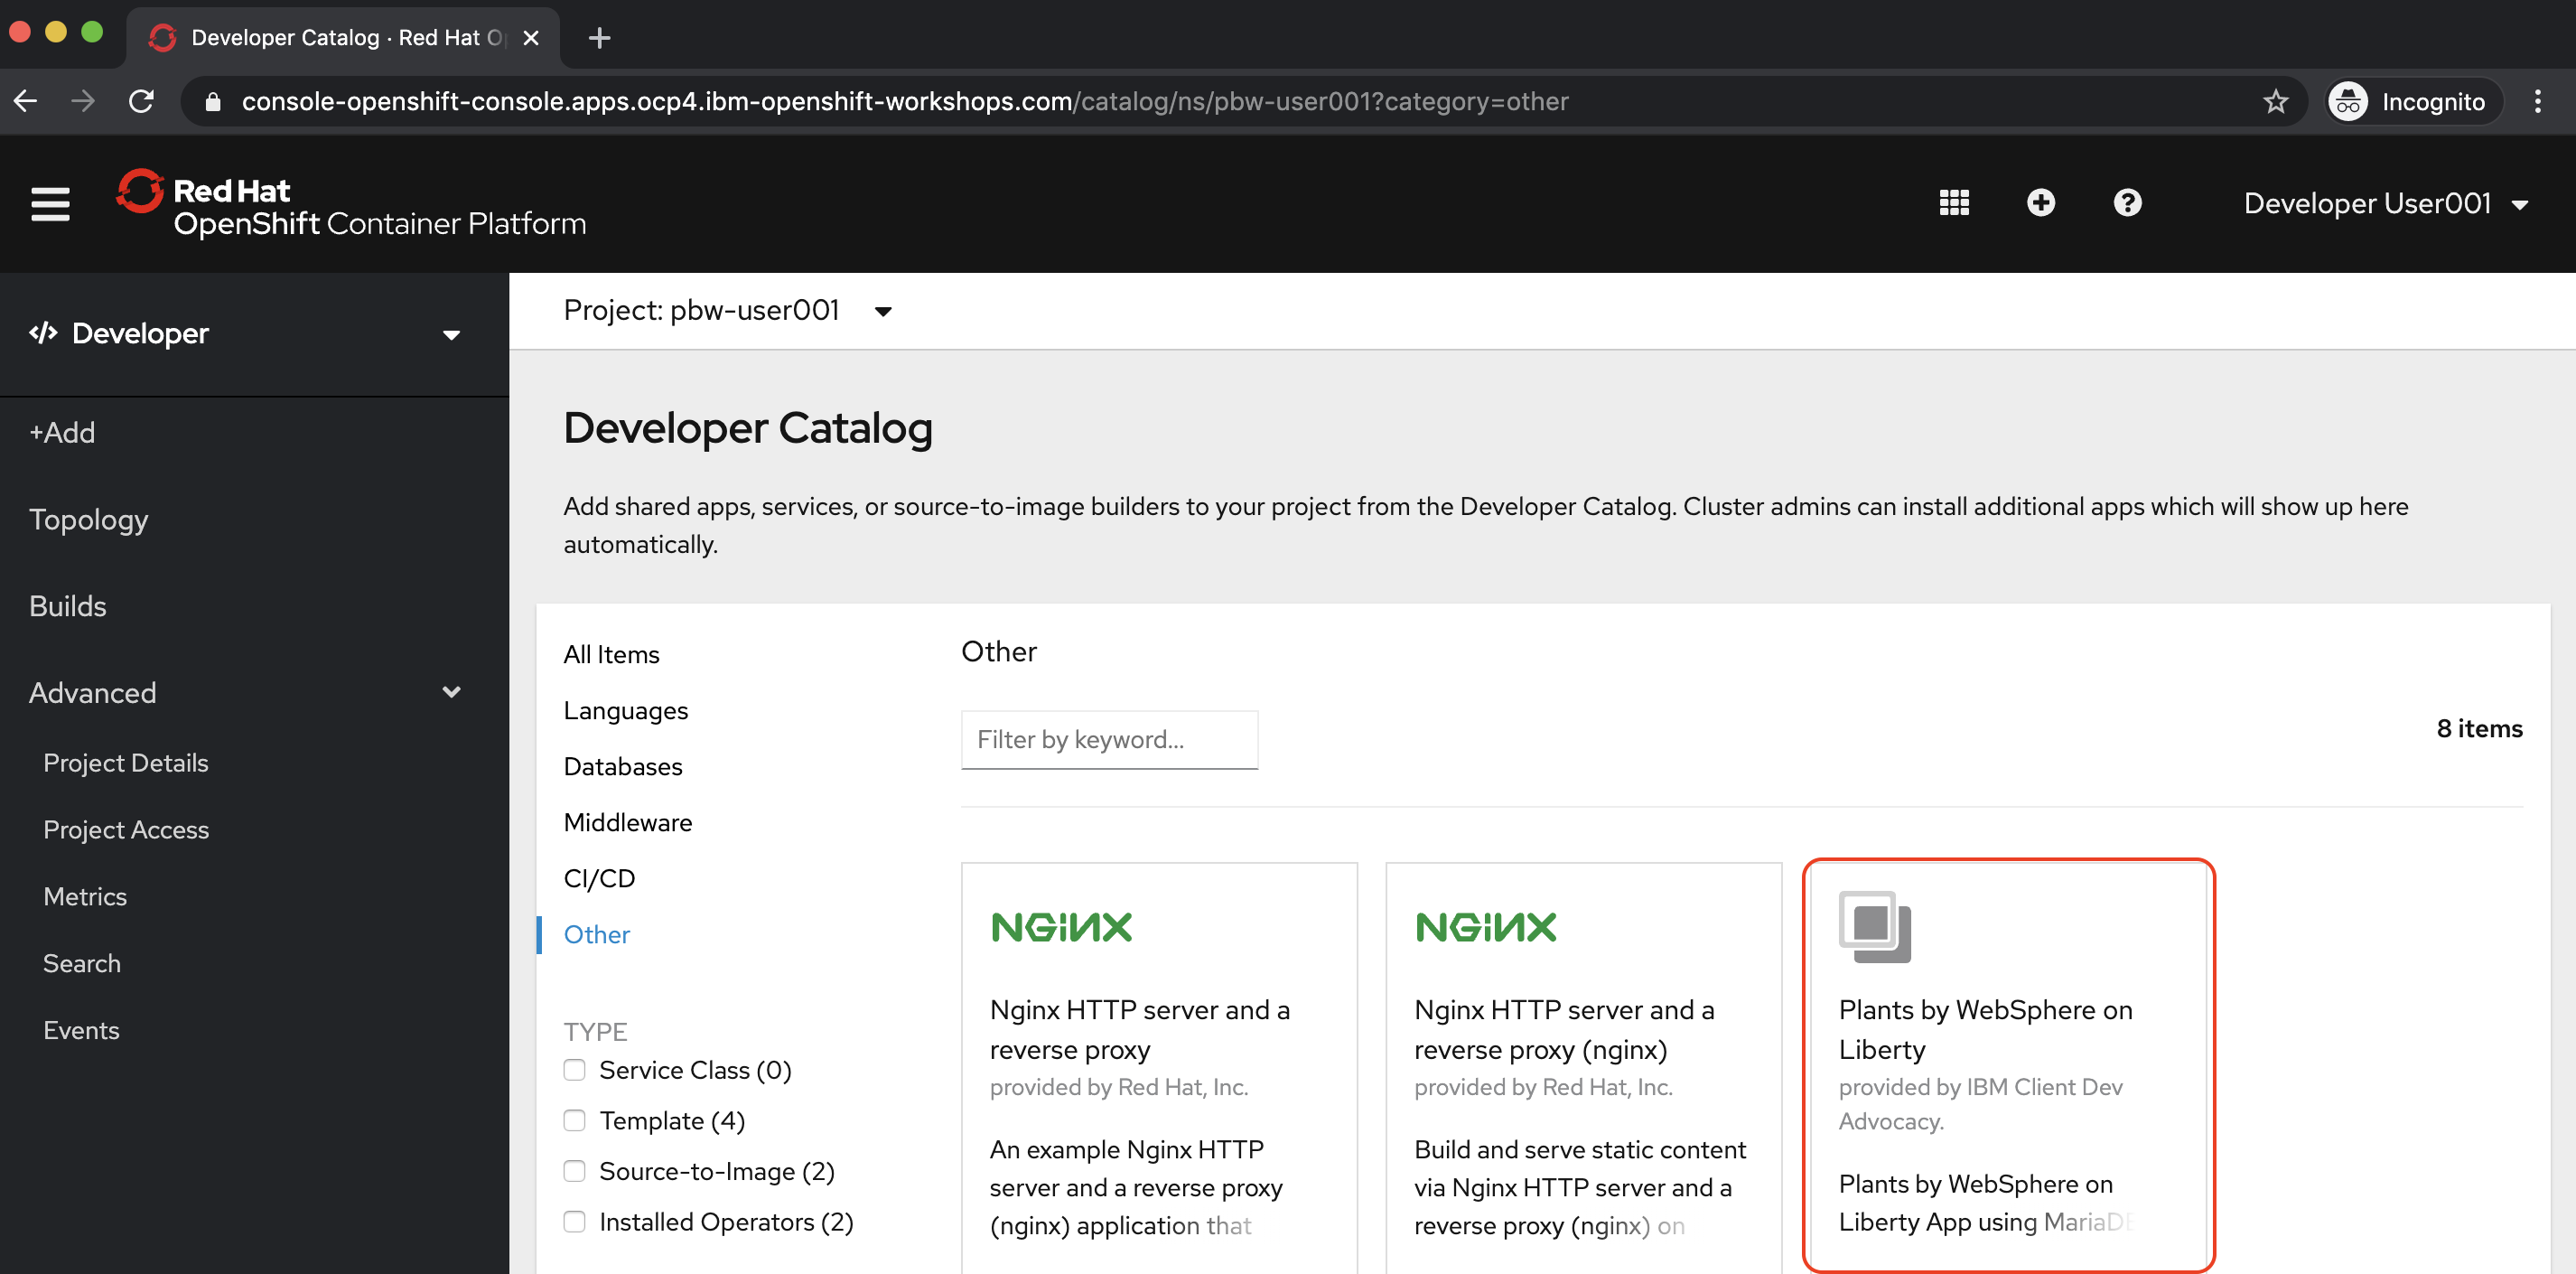 Developer Catalog · Red Hat O
console-openshift-console.apps.ocp4.ibm-openshift-workshops.com/catalog/ns/pbw-user001?category=other
Incognito
Red Hat
OpenShift Container Platform
Developer User001
Developer
+Add
Topology
Builds
Advanced
Project Details
Project Access
Metrics
Search
Events
Project: pbw-user001
Developer Catalog
Add shared apps, services, or source-to-image builders to your project from the Developer Catalog. Cluster admins can install additional apps which will show up here
automatically.
All Items
Languages
Databases
Middleware
CI/CD
Other
TYPE
Service Class (0)
Template (4)
Source-to-Image (2)
Installed Operators (2)
Other
Filter by keyword...
8 items
NGINX
Nginx HTTP server and a
reverse proxy
provided by Red Hat, Inc.
An example Nginx HTTP
server and a reverse proxy
(nginx) application that
NGINX
Nginx HTTP server and a
reverse proxy (nginx)
provided by Red Hat, Inc.
Build and serve static content
via Nginx HTTP server and a
reverse proxy (nginx) on
Plants by WebSphere on
Liberty
provided by IBM Client Dev
Advocacy.
Plants by WebSphere on
Liberty App using MariaDB